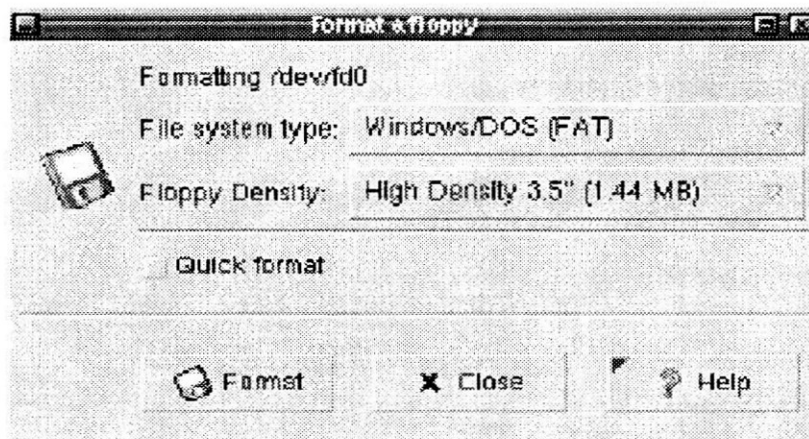 Format a floppy
Formatting /dev/fd0
File system type: Windows/DOS (FAT)
Floppy Density: High Density 3.5" (1.44 MB)
Quick format
Format Close Help